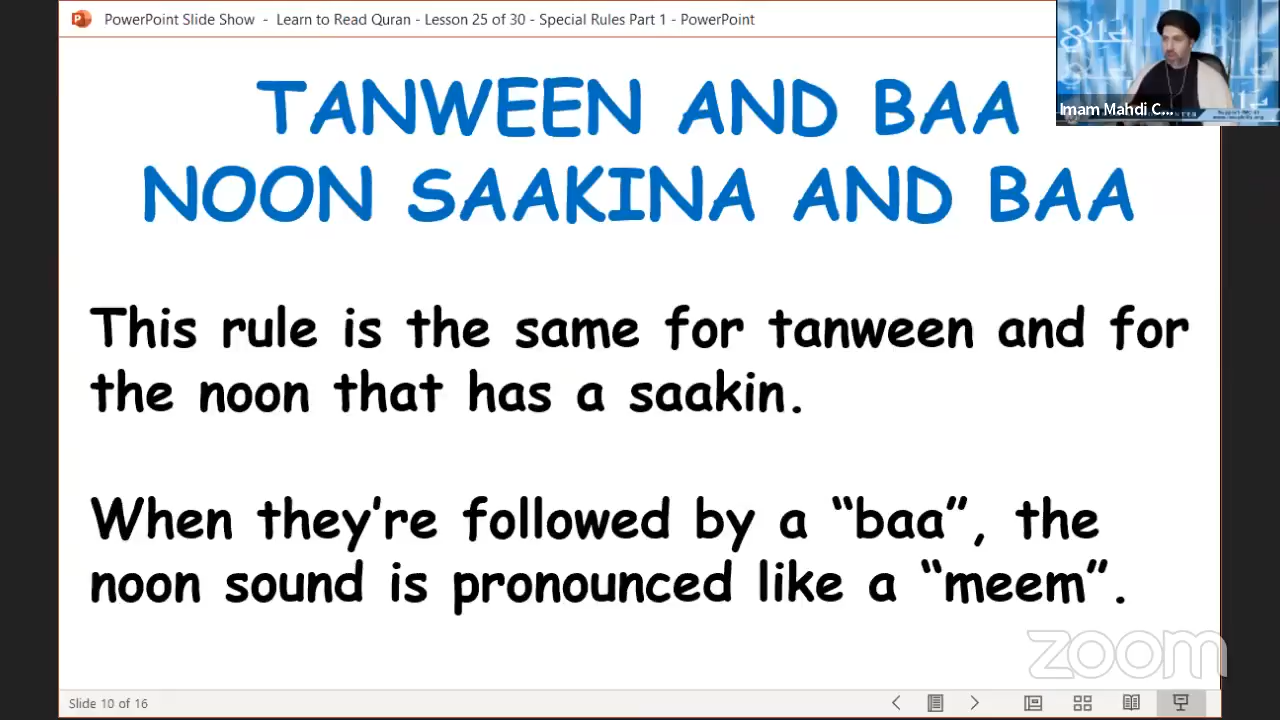 PowerPoint Slide Show - Learn to Read Quran - Lesson 25 of 30 - Special Rules Part 1 - PowerPoint
Imam Mahdi C...
TANWEEN AND BAA
NOON SAAKINA AND BAA
This rule is the same for tanween and for
the noon that has a saakin.
When they’re followed by a “baa”, the
noon sound is pronounced like a “meem”.
zoom
Slide 10 of 16